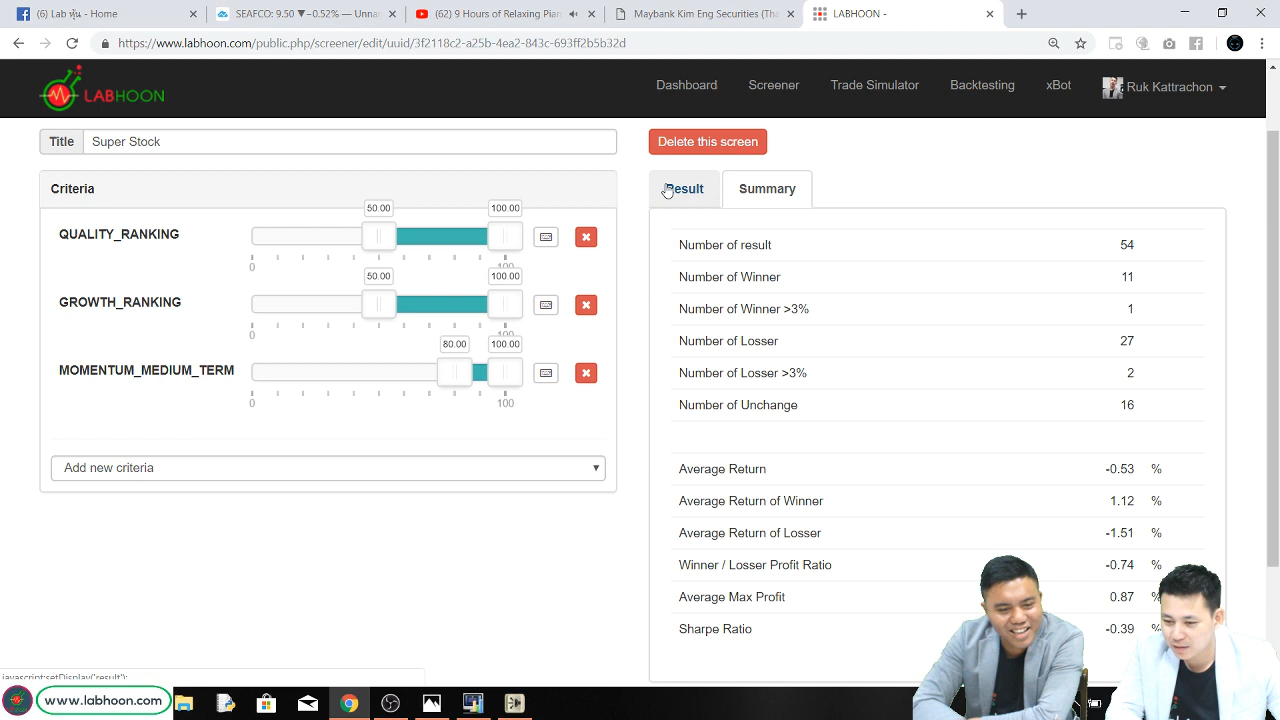 (6) Lab หุ้น - Home
SEAFCO: 9.50 ▼−0.52% — Unna
(62) 9 Hours of Relaxing Pian
Maybank Kim Eng Securities (Tha
LABHOON -
https://www.labhoon.com/public.php/screener/edit/uuid/3f2118c2-a25b-4ea2-843c-693ff2b5b32d
LABHOON
Dashboard
Screener
Trade Simulator
Backtesting
xBot
Ruk Kattrachon
Title
Super Stock
Delete this screen
Criteria
Result
Summary
50.00
100.00
QUALITY_RANKING
0
100
50.00
100.00
GROWTH_RANKING
0
100
80.00
100.00
MOMENTUM_MEDIUM_TERM
0
100
Add new criteria
Number of result 54
Number of Winner 11
Number of Winner >3% 1
Number of Losser 27
Number of Losser >3% 2
Number of Unchange 16
Average Return -0.53 %
Average Return of Winner 1.12 %
Average Return of Losser -1.51 %
Winner / Losser Profit Ratio -0.74 %
Average Max Profit 0.87 %
Sharpe Ratio -0.39 %
javascript:setDisplay('result');
www.labhoon.com